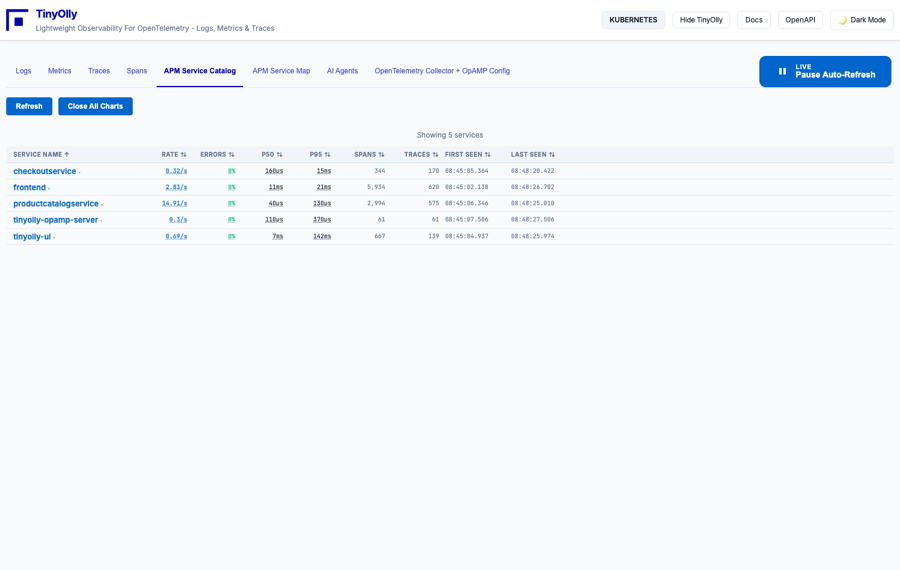 TinyOlly
Lightweight Observability For OpenTelemetry - Logs, Metrics & Traces
KUBERNETES
Hide TinyOlly
Docs
OpenAPI
🌙 Dark Mode
Logs
Metrics
Traces
Spans
APM Service Catalog
APM Service Map
AI Agents
OpenTelemetry Collector + OpAMP Config
LIVE
Pause Auto-Refresh
Refresh
Close All Charts
Showing 5 services
SERVICE NAME ↑ RATE ⇅ ERRORS ⇅ P50 ⇅ P95 ⇅ SPANS ⇅ TRACES ⇅ FIRST SEEN ⇅ LAST SEEN ⇅
checkoutservice 0.32/s 0% 160us 15ms 344 170 08:45:05.364 08:48:20.422
frontend 2.83/s 0% 11ms 21ms 5,934 620 08:45:02.138 08:48:26.702
productcatalogservice 14.91/s 0% 40us 130us 2,994 575 08:45:06.346 08:48:25.010
tinyolly-opamp-server 0.3/s 0% 110us 370us 61 61 08:45:07.506 08:48:27.506
tinyolly-ui 0.69/s 0% 7ms 142ms 667 139 08:45:04.937 08:48:25.974